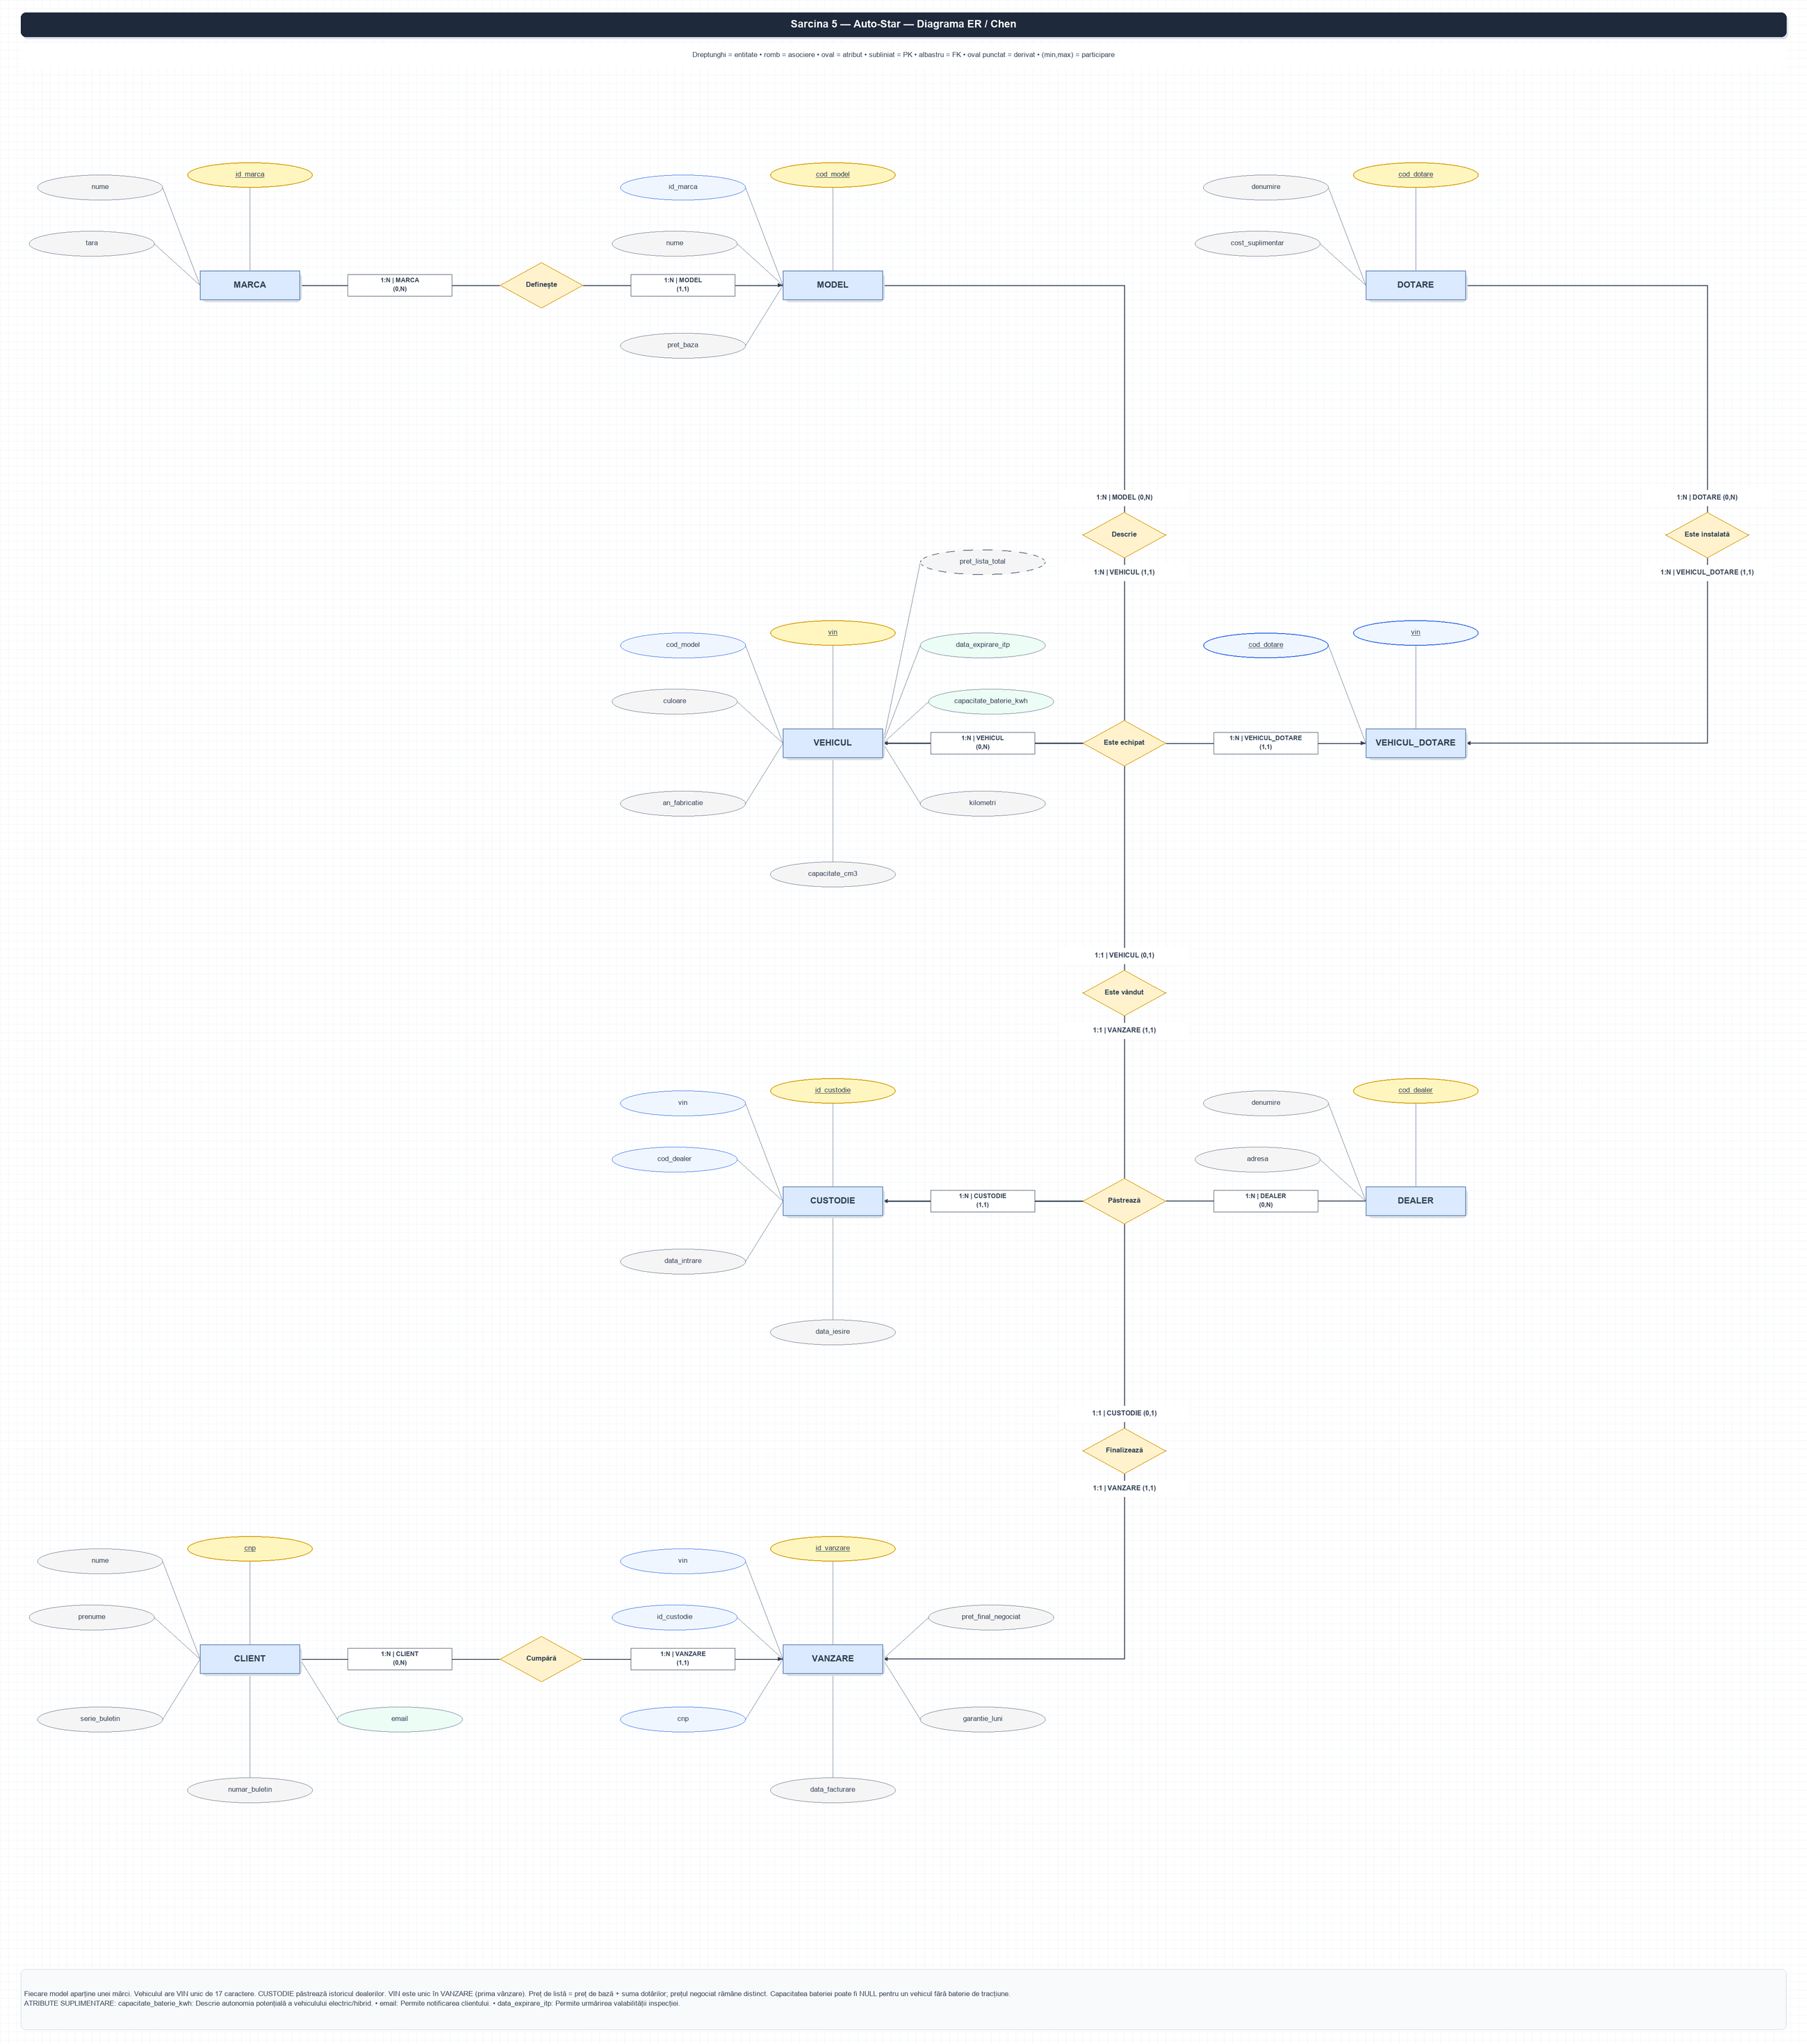 Sarcina 5 — Auto-Star — Diagrama ER / Chen
Dreptunghi = entitate • romb = asociere • oval = atribut • subliniat = PK • albastru = FK • oval punctat = derivat • (min,max) = participare
id_marca
nume
tara
MARCA
1:N | MARCA
(0,N)
Definește
1:N | MODEL
(1,1)
cod_model
id_marca
nume
MODEL
pret_baza
cod_dotare
denumire
cost_suplimentar
DOTARE
1:N | MODEL (0,N)
Descrie
1:N | VEHICUL (1,1)
1:N | DOTARE (0,N)
Este instalată
1:N | VEHICUL_DOTARE (1,1)
pret_lista_total
vin
cod_model
data_expirare_itp
culoare
capacitate_baterie_kwh
VEHICUL
1:N | VEHICUL
(0,N)
Este echipat
1:N | VEHICUL_DOTARE
(1,1)
vin
cod_dotare
VEHICUL_DOTARE
an_fabricatie
kilometri
capacitate_cm3
1:1 | VEHICUL (0,1)
Este vândut
1:1 | VANZARE (1,1)
id_custodie
vin
cod_dealer
CUSTODIE
1:N | CUSTODIE
(1,1)
Păstrează
1:N | DEALER
(0,N)
cod_dealer
denumire
adresa
DEALER
data_intrare
data_iesire
1:1 | CUSTODIE (0,1)
Finalizează
1:1 | VANZARE (1,1)
cnp
nume
prenume
CLIENT
1:N | CLIENT
(0,N)
Cumpără
1:N | VANZARE
(1,1)
id_vanzare
vin
id_custodie
pret_final_negociat
VANZARE
serie_buletin
email
cnp
garantie_luni
numar_buletin
data_facturare
Fiecare model aparține unei mărci. Vehiculul are VIN unic de 17 caractere. CUSTODIE păstrează istoricul dealerilor. VIN este unic în VANZARE (prima vânzare). Preț de listă = preț de bază + suma dotărilor; prețul negociat rămâne distinct. Capacitatea bateriei poate fi NULL pentru un vehicul fără baterie de tracțiune.
ATRIBUTE SUPLIMENTARE: capacitate_baterie_kwh: Descrie autonomia potențială a vehiculului electric/hibrid. • email: Permite notificarea clientului. • data_expirare_itp: Permite urmărirea valabilității inspecției.